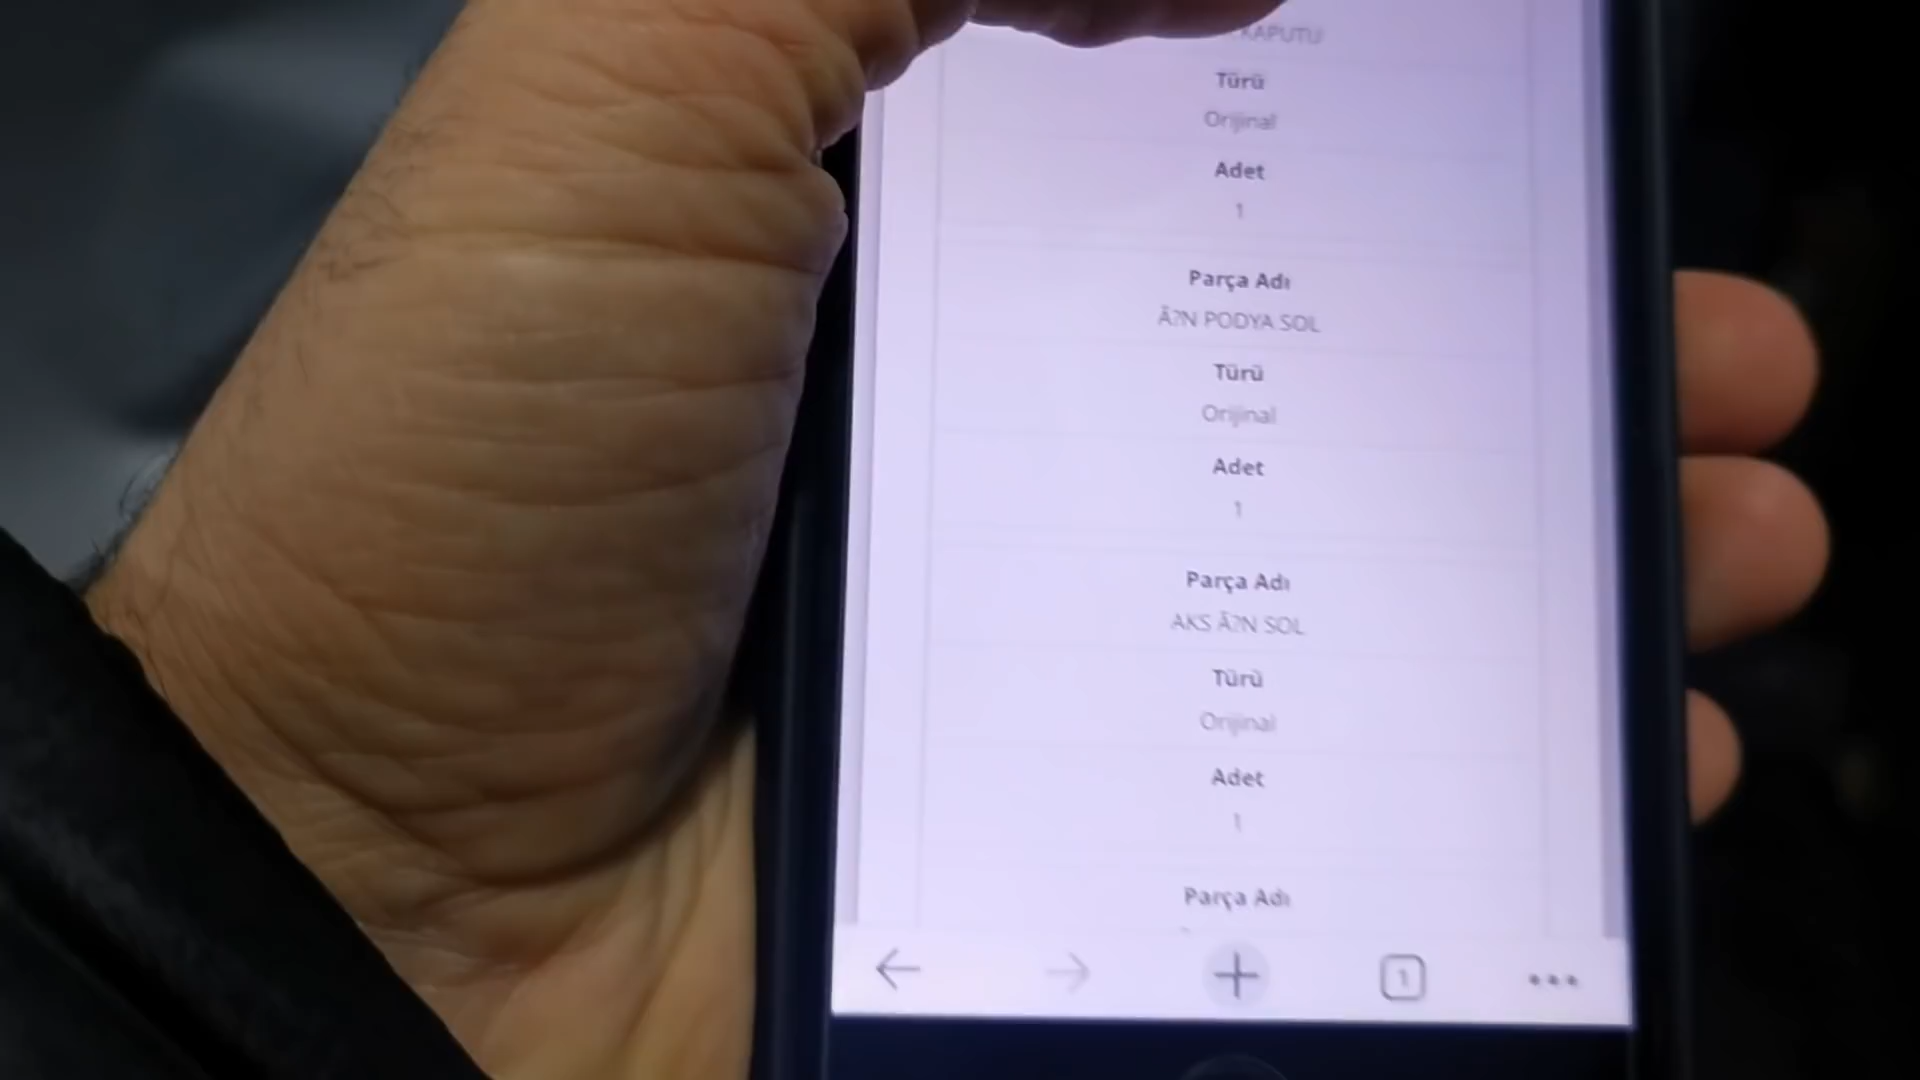 KAPUTU
Türü
Orijinal
Adet
1
Parça Adı
Ã?N PODYA SOL
Türü
Orijinal
Adet
1
Parça Adı
AKS Ã?N SOL
Türü
Orijinal
Adet
1
Parça Adı
1